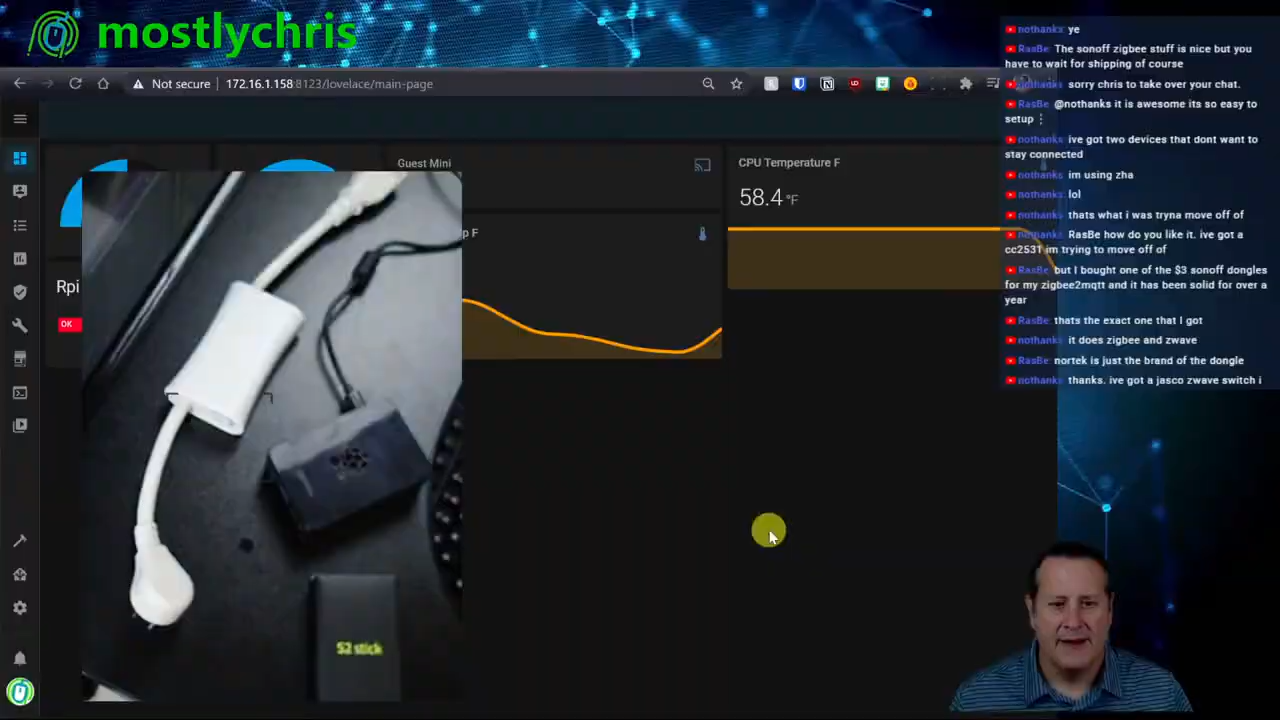 mostlychris
Not secure
172.16.1.158:8123/lovelace/main-page
Guest Mini
CPU Temperature F
58.4 °F
p F
Rpi
OK
S2 stick
nothankx ye
RasBe The sonoff zigbee stuff is nice but you
have to wait for shipping of course
nothanks sorry chris to take over your chat.
RasBe @nothanks it is awesome its so easy to
setup :
nothanks ive got two devices that dont want to
stay connected
nothanks im using zha
nothanks lol
nothanks thats what i was tryna move off of
nothanks RasBe how do you like it. ive got a
cc2531 im trying to move off of
RasBe but I bought one of the $3 sonoff dongles
for my zigbee2mqtt and it has been solid for over a
year
RasBe thats the exact one that I got
nothanks it does zigbee and zwave
RasBe nortek is just the brand of the dongle
nothanks thanks. ive got a jasco zwave switch i